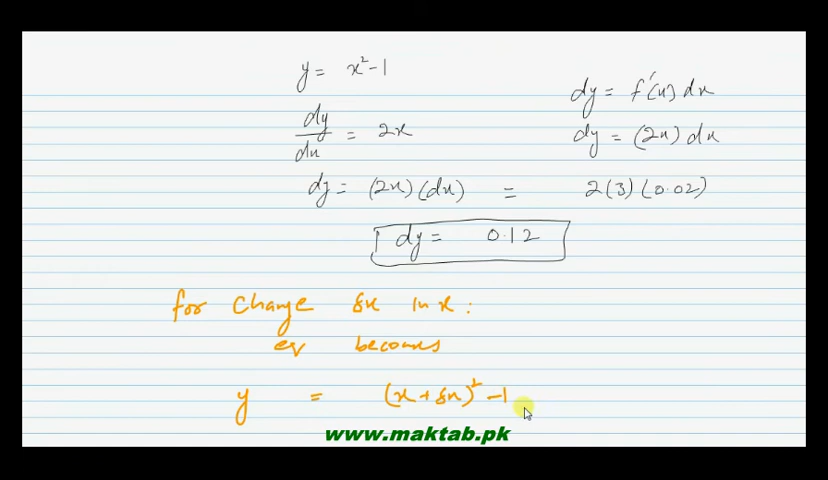 y = x²-1
dy = f'(x) dx
dy/dx = 2x
dy = (2x) dx
dy = (2x)(dx) = 2(3)(0.02)
dy = 0.12
for Change δx in x:
eq becomes
y = (x+δx)² -1
www.maktab.pk